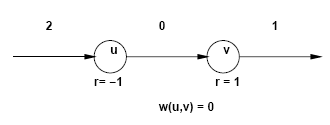 2 0 1
u v
r= −1 r = 1
w(u,v) = 0